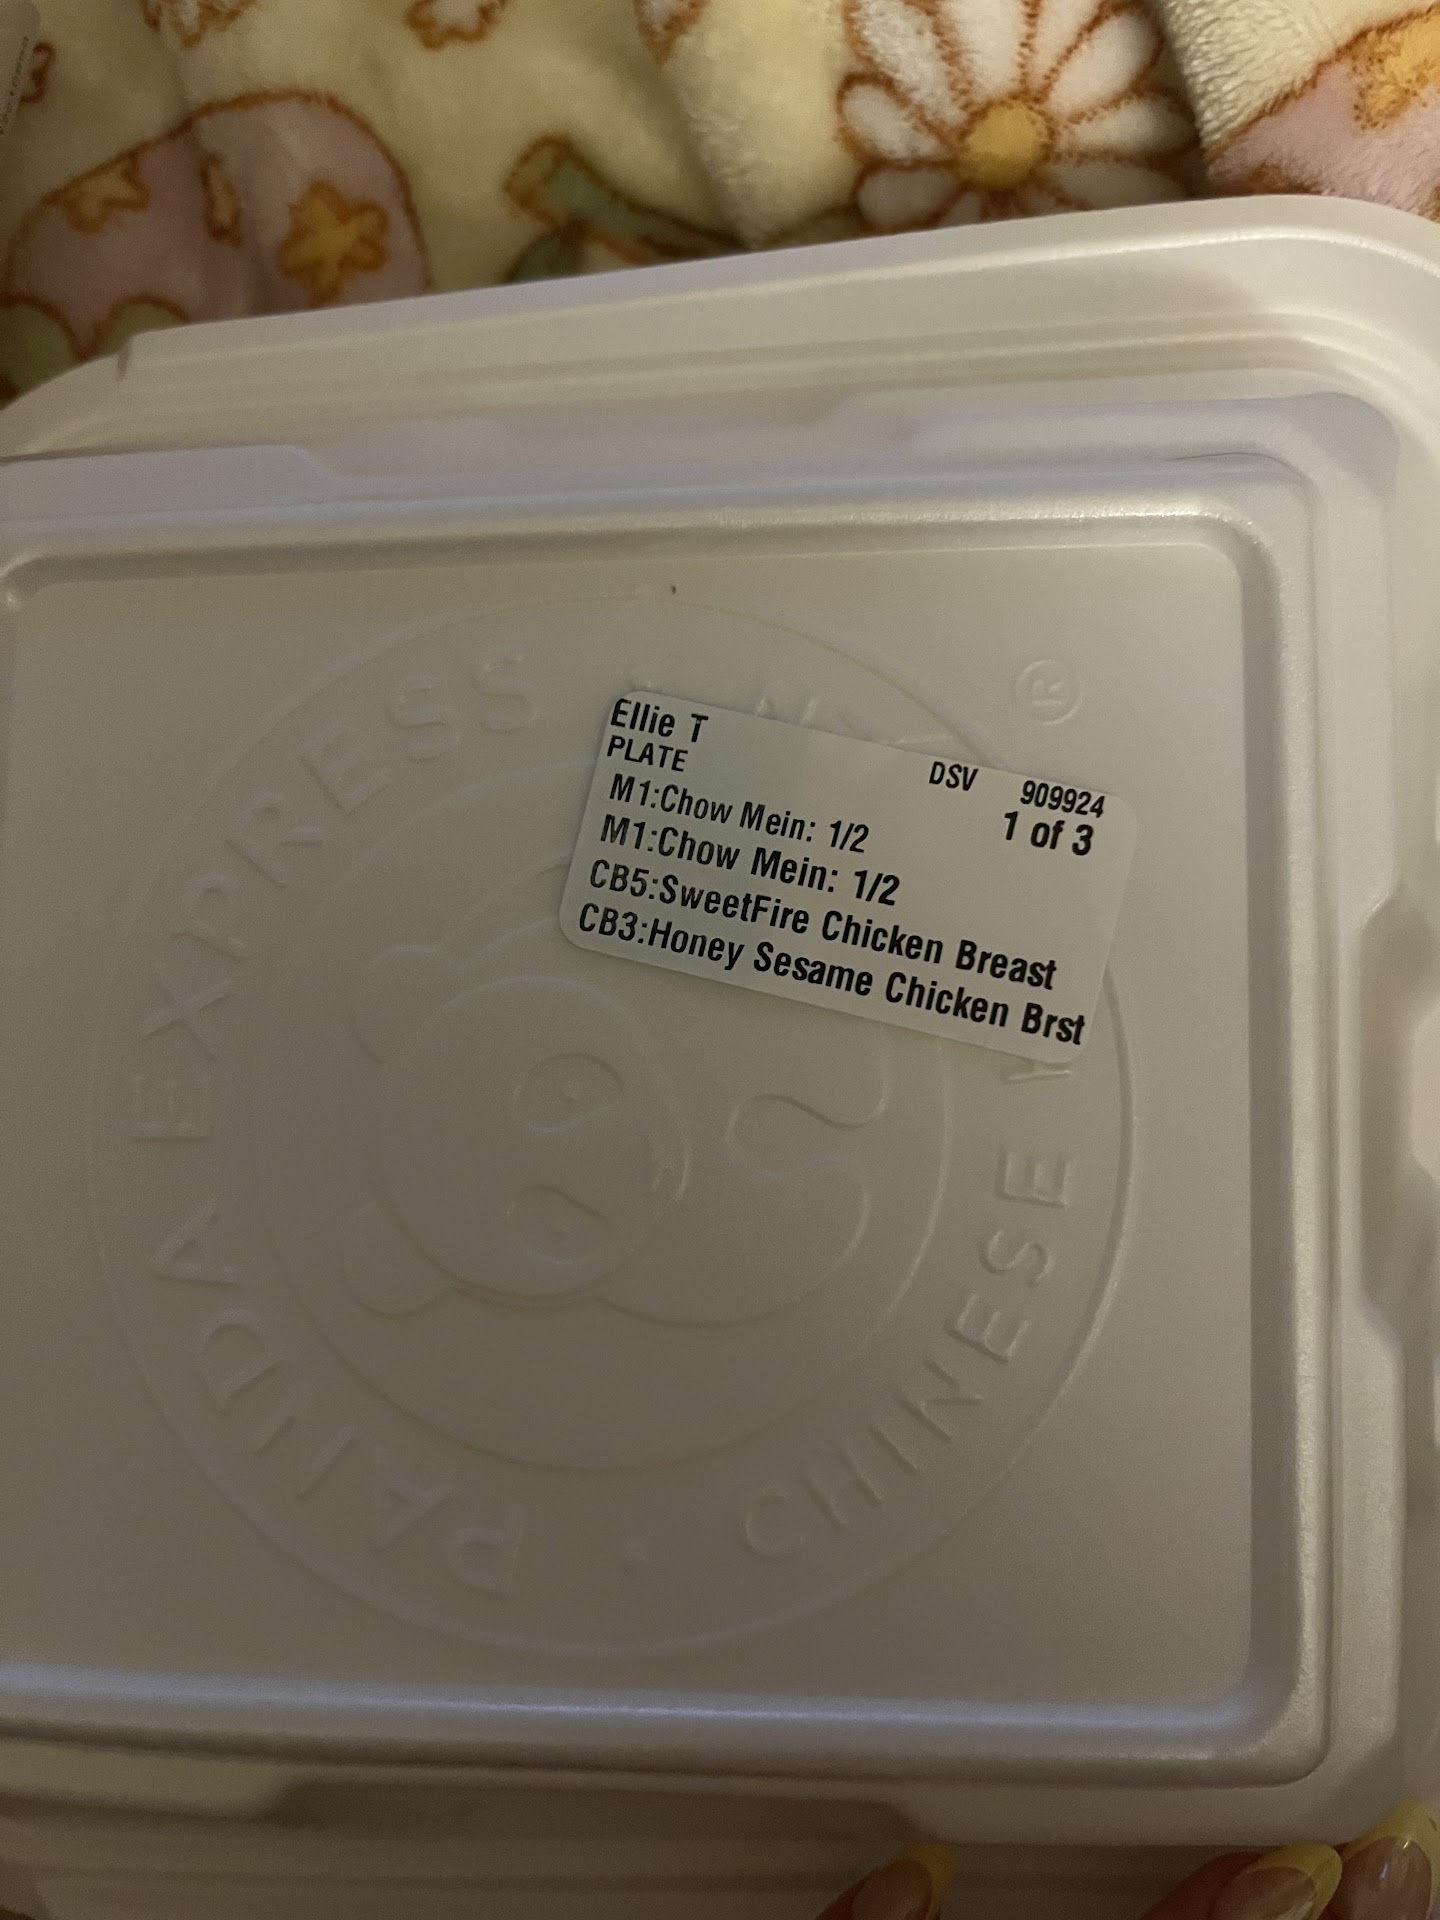 Ellie T
PLATE
DSV 909924
1 of 3
M1:Chow Mein: 1/2
M1:Chow Mein: 1/2
CB5:SweetFire Chicken Breast
CB3:Honey Sesame Chicken Brst
PANDA EXPRESS
CHINESE
®